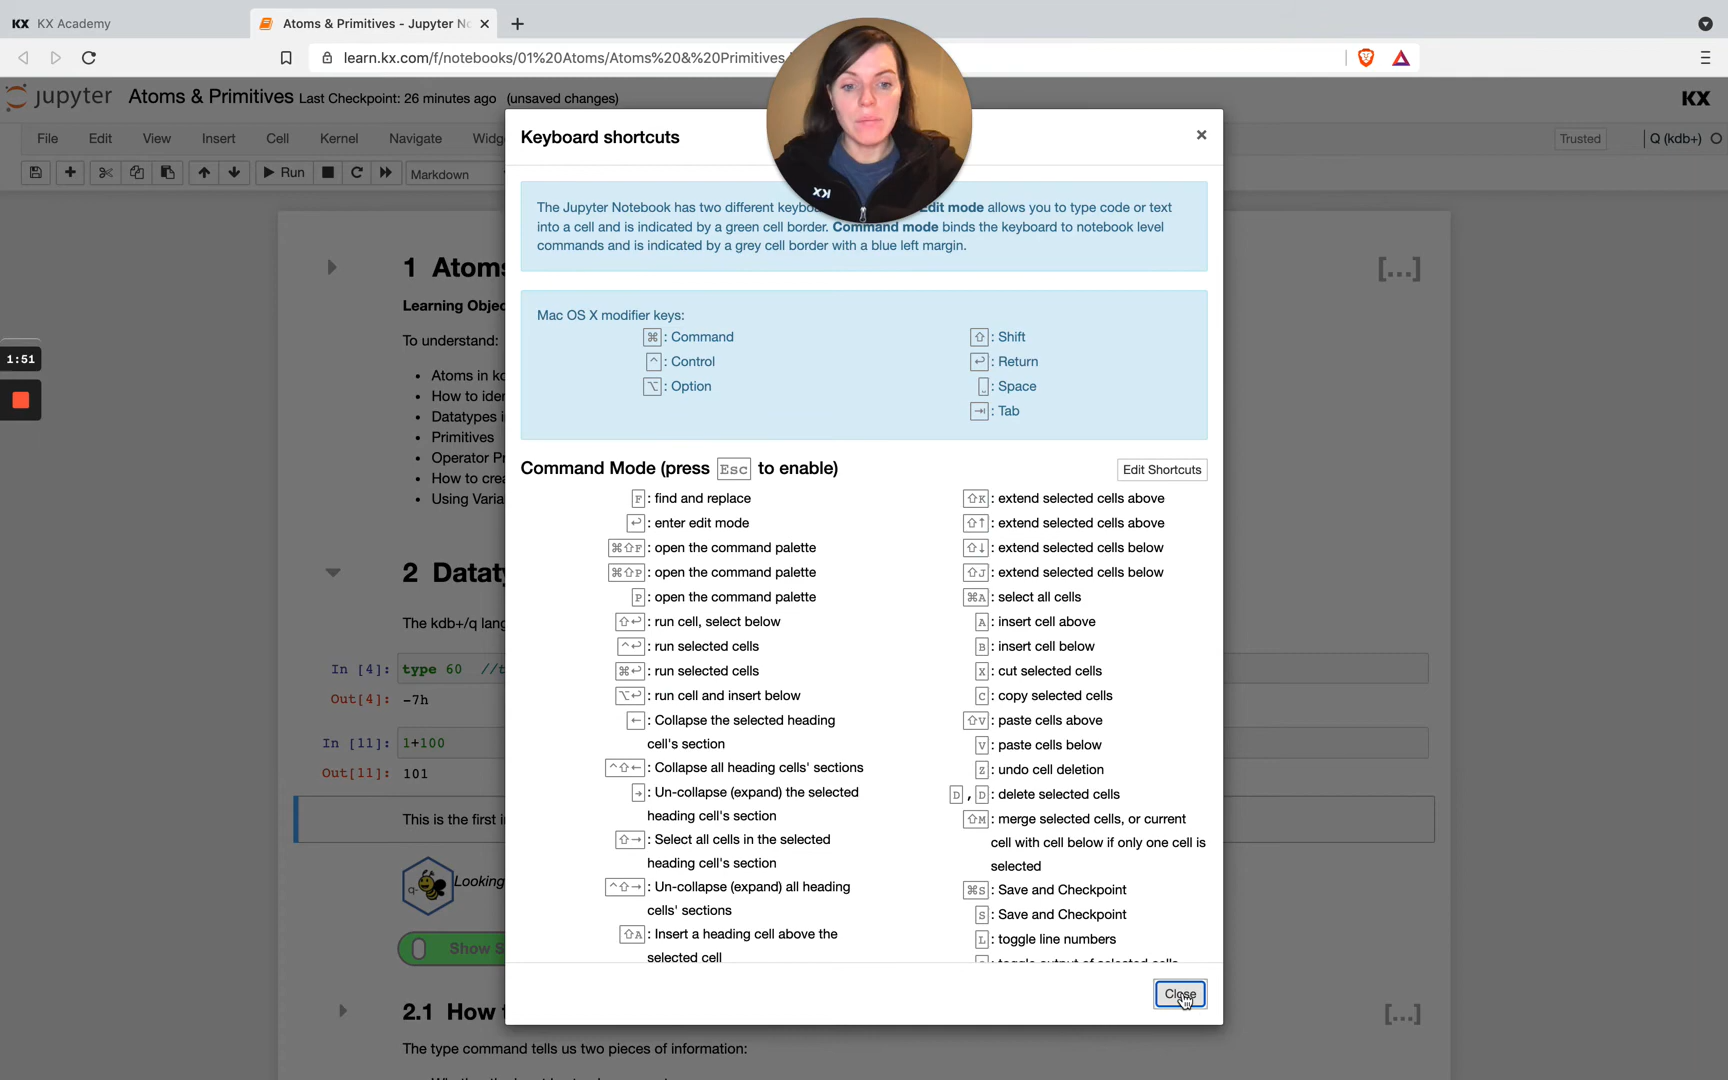 KX KX Academy
Atoms & Primitives - Jupyter No
learn.kx.com/f/notebooks/01%20Atoms/Atoms%20&%20Primitives.
jupyter Atoms & Primitives Last Checkpoint: 26 minutes ago (unsaved changes)
KX
File Edit View Insert Cell Kernel Navigate Widg
Trusted
Q (kdb+)
Run
Markdown
Keyboard shortcuts
×
KX
The Jupyter Notebook has two different keybo Edit mode allows you to type code or text
into a cell and is indicated by a green cell border. Command mode binds the keyboard to notebook level
commands and is indicated by a grey cell border with a blue left margin.
Mac OS X modifier keys:
⌘: Command
^: Control
⌥: Option
⇧: Shift
↩: Return
␣: Space
⇥: Tab
Command Mode (press Esc to enable)
Edit Shortcuts
F: find and replace
↩: enter edit mode
⌘⇧F: open the command palette
⌘⇧P: open the command palette
P: open the command palette
⇧↩: run cell, select below
^↩: run selected cells
⌘↩: run selected cells
⌥↩: run cell and insert below
←: Collapse the selected heading
cell's section
^⇧←: Collapse all heading cells' sections
→: Un-collapse (expand) the selected
heading cell's section
⇧→: Select all cells in the selected
heading cell's section
^⇧→: Un-collapse (expand) all heading
cells' sections
⇧A: Insert a heading cell above the
selected cell
⇧K: extend selected cells above
⇧↑: extend selected cells above
⇧↓: extend selected cells below
⇧J: extend selected cells below
⌘A: select all cells
A: insert cell above
B: insert cell below
X: cut selected cells
C: copy selected cells
⇧V: paste cells above
V: paste cells below
Z: undo cell deletion
D, D: delete selected cells
⇧M: merge selected cells, or current
cell with cell below if only one cell is
selected
⌘S: Save and Checkpoint
S: Save and Checkpoint
L: toggle line numbers
Close
1:51
1 Atoms
[...]
Learning Objec
To understand:
• Atoms in kd
• How to iden
• Datatypes i
• Primitives
• Operator Pr
• How to crea
• Using Varia
2 Dataty
The kdb+/q lang
In [4]: type 60 //t
Out[4]: -7h
In [11]: 1+100
Out[11]: 101
This is the first i
q-
Looking
Show S
2.1 How t
[...]
The type command tells us two pieces of information: